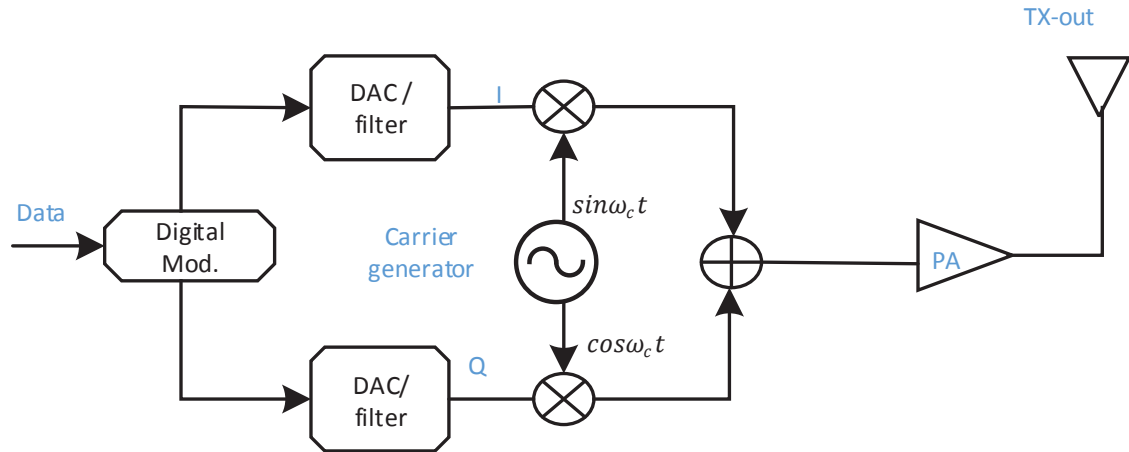 TX-out
DAC /
filter
I
sinω_c t
Data
Digital
Mod.
Carrier
generator
PA
cosω_c t
Q
DAC/
filter